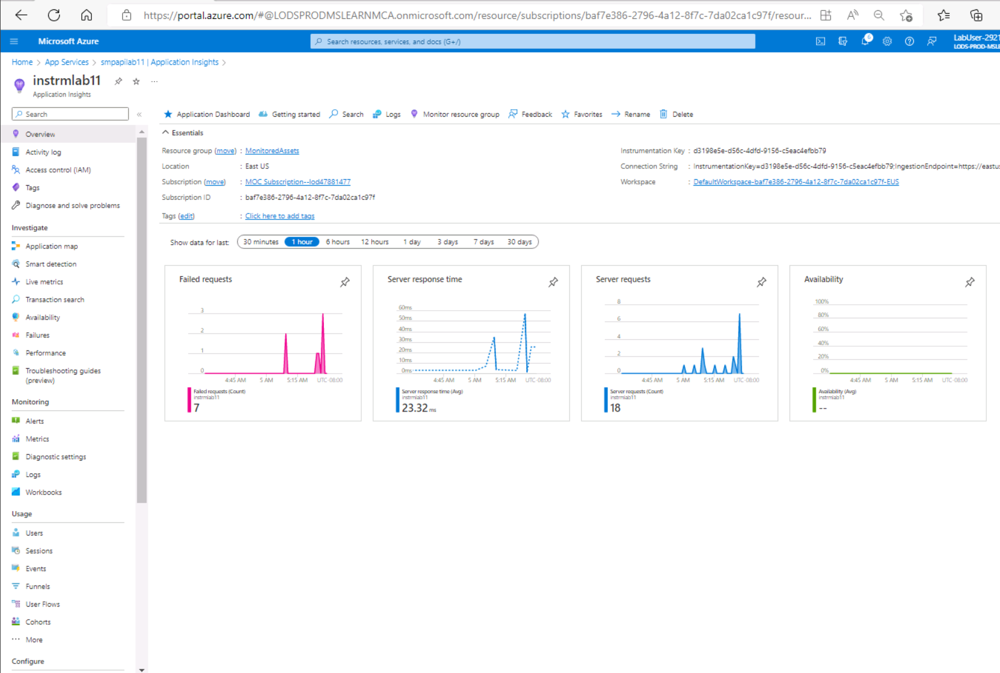 https://portal.azure.com/#@LODSPRODMSLEARNMCA.onmicrosoft.com/resource/subscriptions/baf7e386-2796-4a12-8f7c-7da02ca1c97f/resour...
Microsoft Azure
Search resources, services, and docs (G+/)
6
LabUser-2921
LODS-PROD-MSLE
Home > App Services > smpapilab11 | Application Insights >
instrmlab11
Application Insights
Search
Application Dashboard Getting started Search Logs Monitor resource group Feedback Favorites Rename Delete
Overview
Activity log
Access control (IAM)
Tags
Diagnose and solve problems
Investigate
Application map
Smart detection
Live metrics
Transaction search
Availability
Failures
Performance
Troubleshooting guides
(preview)
Monitoring
Alerts
Metrics
Diagnostic settings
Logs
Workbooks
Usage
Users
Sessions
Events
Funnels
User Flows
Cohorts
More
Configure
Essentials
Resource group (move) : MonitoredAssets
Location : East US
Subscription (move) : MOC Subscription--lod47881477
Subscription ID : baf7e386-2796-4a12-8f7c-7da02ca1c97f
Tags (edit) : Click here to add tags
Instrumentation Key : d3198e5e-d56c-4dfd-9156-c5eac4efbb79
Connection String : InstrumentationKey=d3198e5e-d56c-4dfd-9156-c5eac4efbb79;IngestionEndpoint=https://eastus
Workspace : DefaultWorkspace-baf7e386-2796-4a12-8f7c-7da02ca1c97f-EUS
Show data for last: 30 minutes 1 hour 6 hours 12 hours 1 day 3 days 7 days 30 days
Failed requests
3
2
1
0
4:45 AM 5 AM 5:15 AM UTC-08:00
Failed requests (Count)
instrmlab11
7
Server response time
60ms
50ms
40ms
30ms
20ms
10ms
0ms
4:45 AM 5 AM 5:15 AM UTC-08:00
Server response time (Avg)
instrmlab11
23.32 ms
Server requests
8
6
4
2
0
4:45 AM 5 AM 5:15 AM UTC-08:00
Server requests (Count)
instrmlab11
18
Availability
100%
80%
60%
40%
20%
0%
4:45 AM 5 AM 5:15 AM UTC-08:00
Availability (Avg)
instrmlab11
--